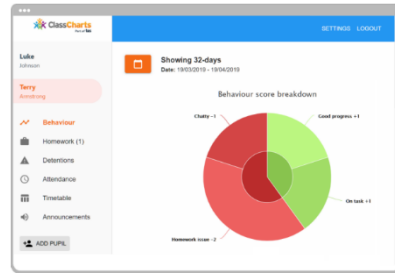 ClassCharts
SETTINGS LOGOUT
Luke
Johnson
Terry
Armstrong
Behaviour
Homework (1)
Detentions
Attendance
Timetable
Announcements
ADD PUPIL
Showing 32-days
Date: 19/03/2019 - 19/04/2019
Behaviour score breakdown
Chatty -1
Good progress +1
On task +1
Homework issue -2